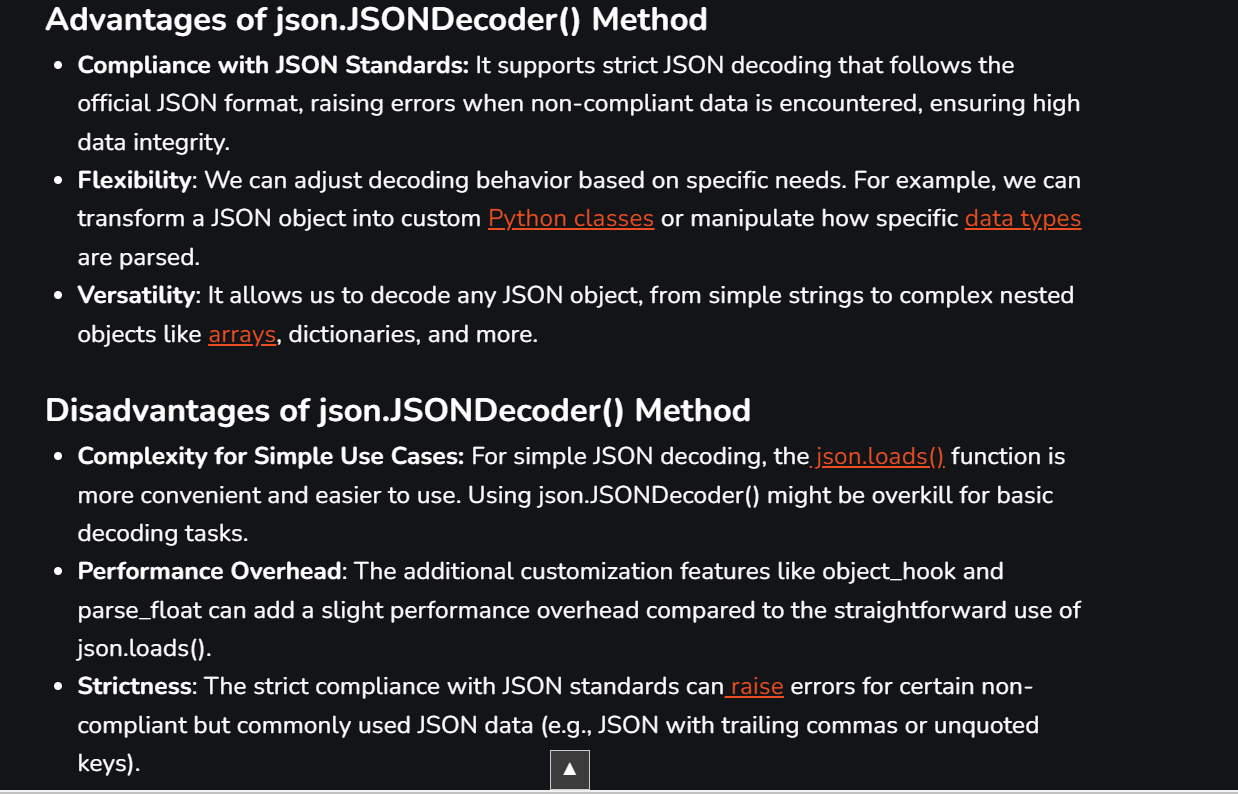 Advantages of json.JSONDecoder() Method
• Compliance with JSON Standards: It supports strict JSON decoding that follows the
official JSON format, raising errors when non-compliant data is encountered, ensuring high
data integrity.
• Flexibility: We can adjust decoding behavior based on specific needs. For example, we can
transform a JSON object into custom Python classes or manipulate how specific data types
are parsed.
• Versatility: It allows us to decode any JSON object, from simple strings to complex nested
objects like arrays, dictionaries, and more.
Disadvantages of json.JSONDecoder() Method
• Complexity for Simple Use Cases: For simple JSON decoding, the json.loads() function is
more convenient and easier to use. Using json.JSONDecoder() might be overkill for basic
decoding tasks.
• Performance Overhead: The additional customization features like object_hook and
parse_float can add a slight performance overhead compared to the straightforward use of
json.loads().
• Strictness: The strict compliance with JSON standards can raise errors for certain non-
compliant but commonly used JSON data (e.g., JSON with trailing commas or unquoted
keys).